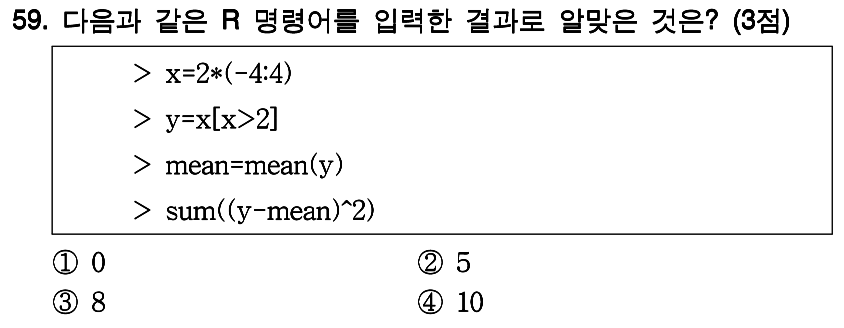 59. 다음과 같은 R 명령어를 입력한 결과로 알맞은 것은? (3점)
> x=2*(-4:4)
> y=x[x>2]
> mean=mean(y)
> sum((y-mean)^2)
① 0 ② 5
③ 8 ④ 10